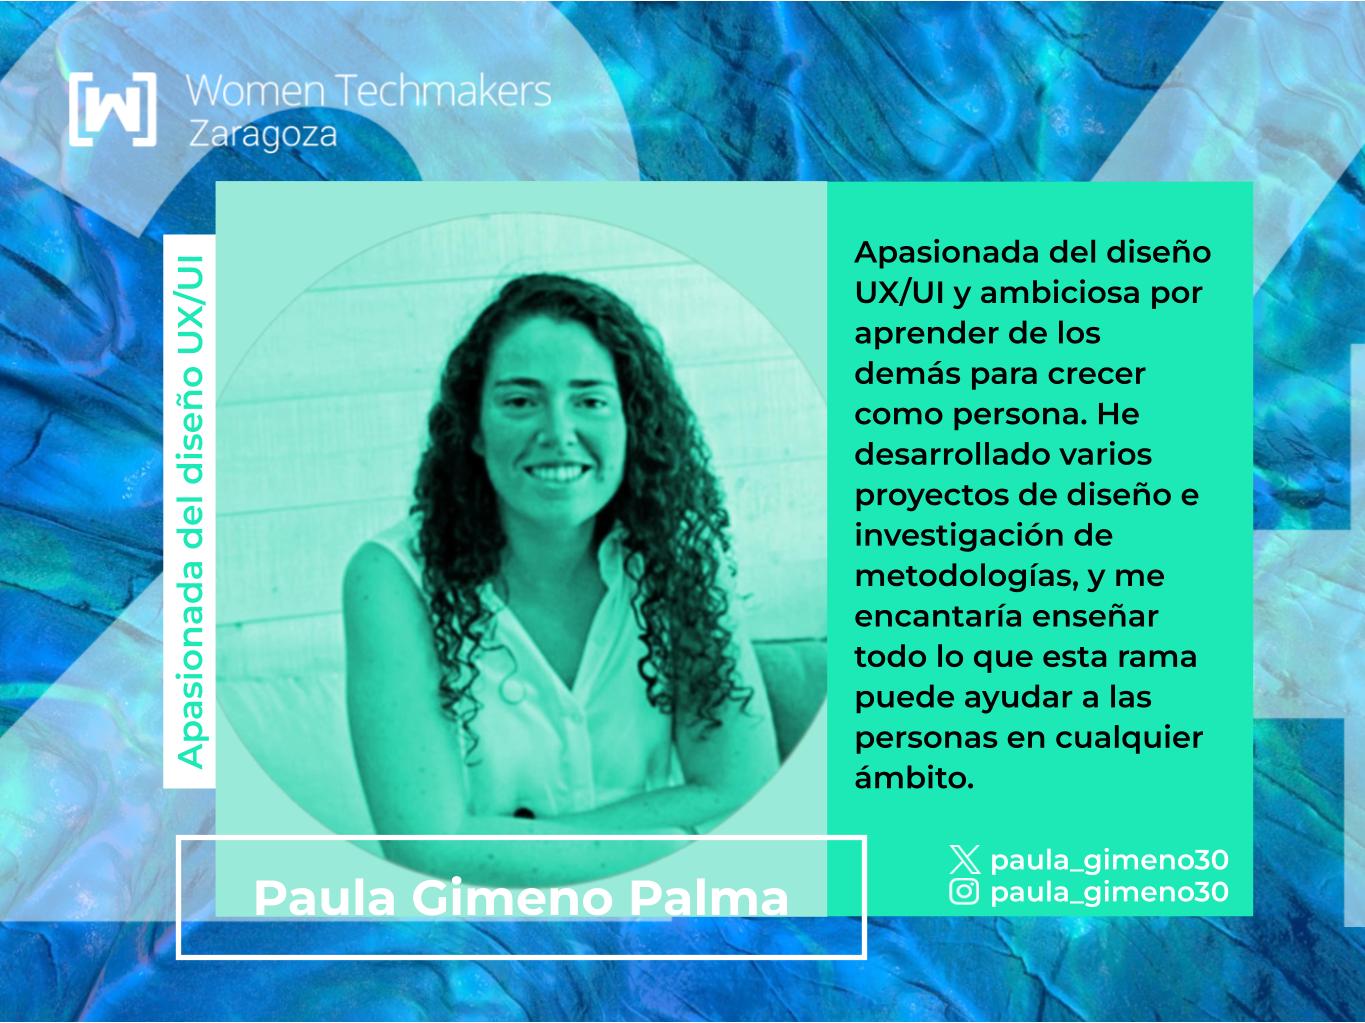 Women Techmakers
Zaragoza
Apasionada del diseño UX/UI
Apasionada del diseño
UX/UI y ambiciosa por
aprender de los
demás para crecer
como persona. He
desarrollado varios
proyectos de diseño e
investigación de
metodologías, y me
encantaría enseñar
todo lo que esta rama
puede ayudar a las
personas en cualquier
ámbito.
paula_gimeno30
paula_gimeno30
Paula Gimeno Palma